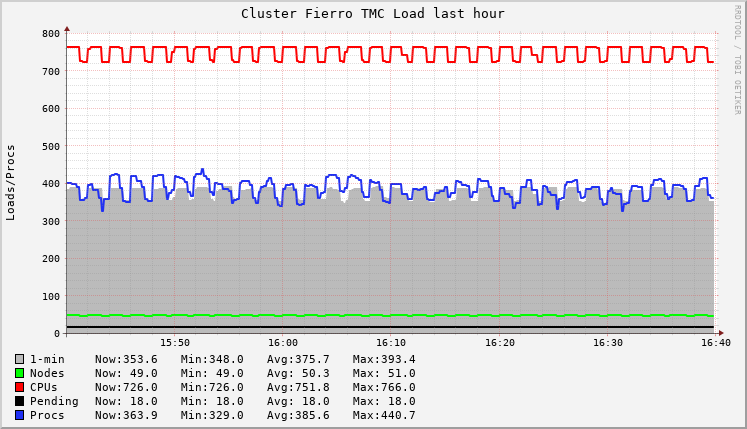 Cluster Fierro TMC Load last hour
RRDTOOL / TOBI OETIKER
Loads/Procs
800
700
600
500
400
300
200
100
0
15:50 16:00 16:10 16:20 16:30 16:40
1-min Now:353.6 Min:348.0 Avg:375.7 Max:393.4
Nodes Now: 49.0 Min: 49.0 Avg: 50.3 Max: 51.0
CPUs Now:726.0 Min:726.0 Avg:751.8 Max:766.0
Pending Now: 18.0 Min: 18.0 Avg: 18.0 Max: 18.0
Procs Now:363.9 Min:329.0 Avg:385.6 Max:440.7